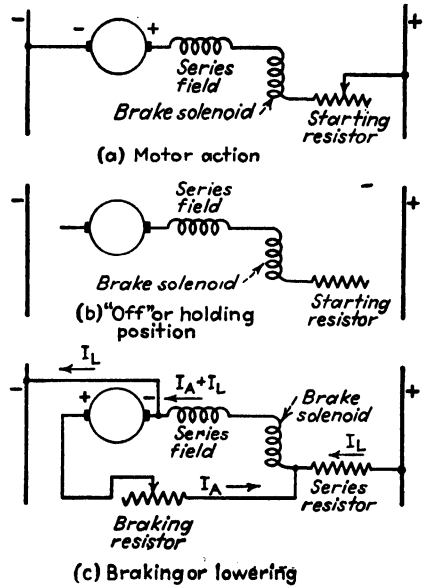 - +
- +
Series
field
Brake solenoid
Starting
resistor
(a) Motor action
- Series -
field
+
Brake solenoid
Starting
resistor
(b) "Off" or holding
position
I_L
- + - I_A+I_L +
Brake
solenoid
Series
field
I_L
I_A
Series
resistor
Braking
resistor
(c) Braking or lowering